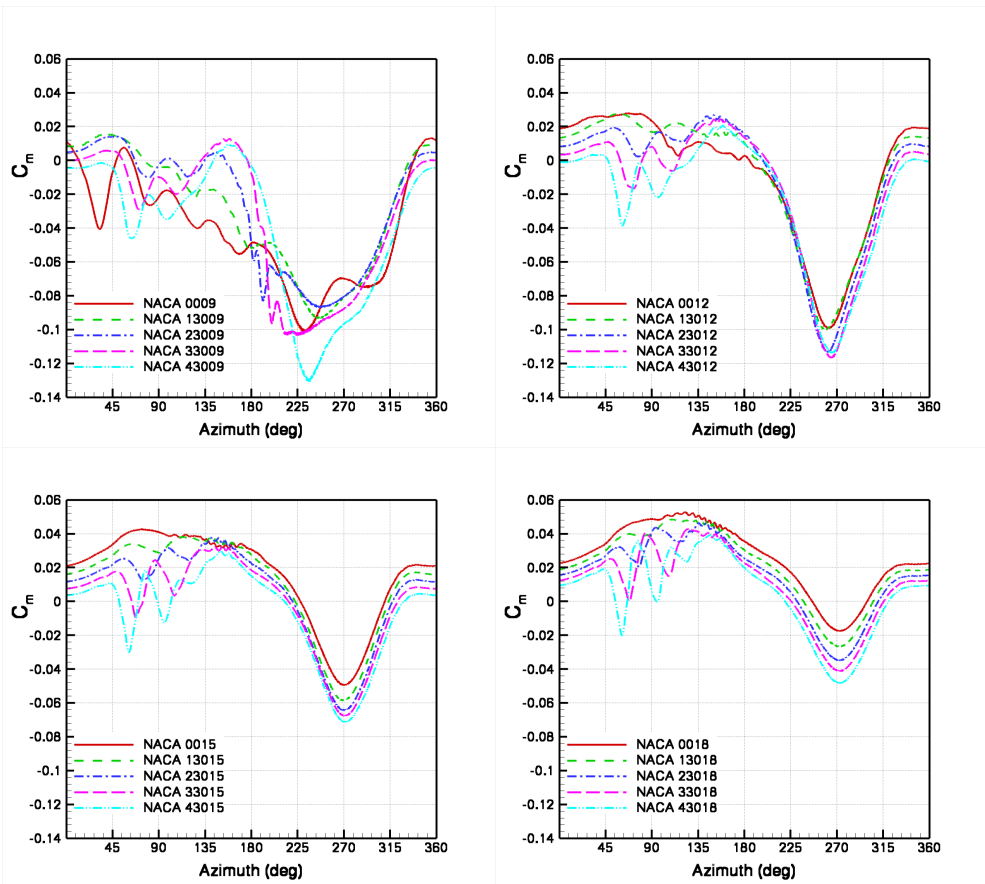 0.06
0.04
0.02
0
-0.02
-0.04
-0.06
-0.08
-0.1
-0.12
-0.14
C_m
NACA 0009
NACA 13009
NACA 23009
NACA 33009
NACA 43009
45 90 135 180 225 270 315 360
Azimuth (deg)
0.06
0.04
0.02
0
-0.02
-0.04
-0.06
-0.08
-0.1
-0.12
-0.14
C_m
NACA 0012
NACA 13012
NACA 23012
NACA 33012
NACA 43012
45 90 135 180 225 270 315 360
Azimuth (deg)
0.06
0.04
0.02
0
-0.02
-0.04
-0.06
-0.08
-0.1
-0.12
-0.14
C_m
NACA 0015
NACA 13015
NACA 23015
NACA 33015
NACA 43015
45 90 135 180 225 270 315 360
Azimuth (deg)
0.06
0.04
0.02
0
-0.02
-0.04
-0.06
-0.08
-0.1
-0.12
-0.14
C_m
NACA 0018
NACA 13018
NACA 23018
NACA 33018
NACA 43018
45 90 135 180 225 270 315 360
Azimuth (deg)